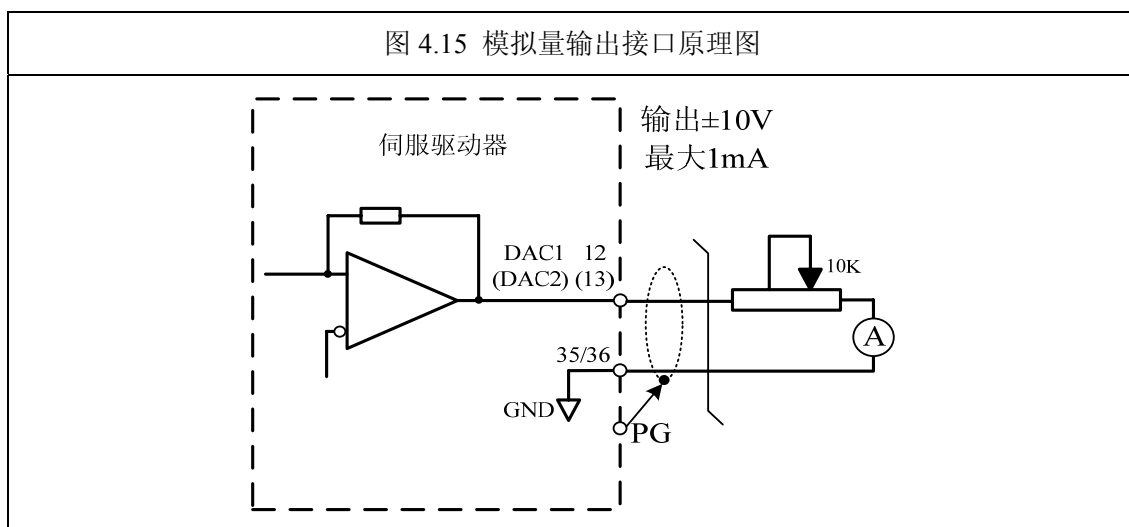 图 4.15 模拟量输出接口原理图
输出±10V
最大1mA
伺服驱动器
DAC1 12
(DAC2) (13)
10K
A
35/36
GND
PG